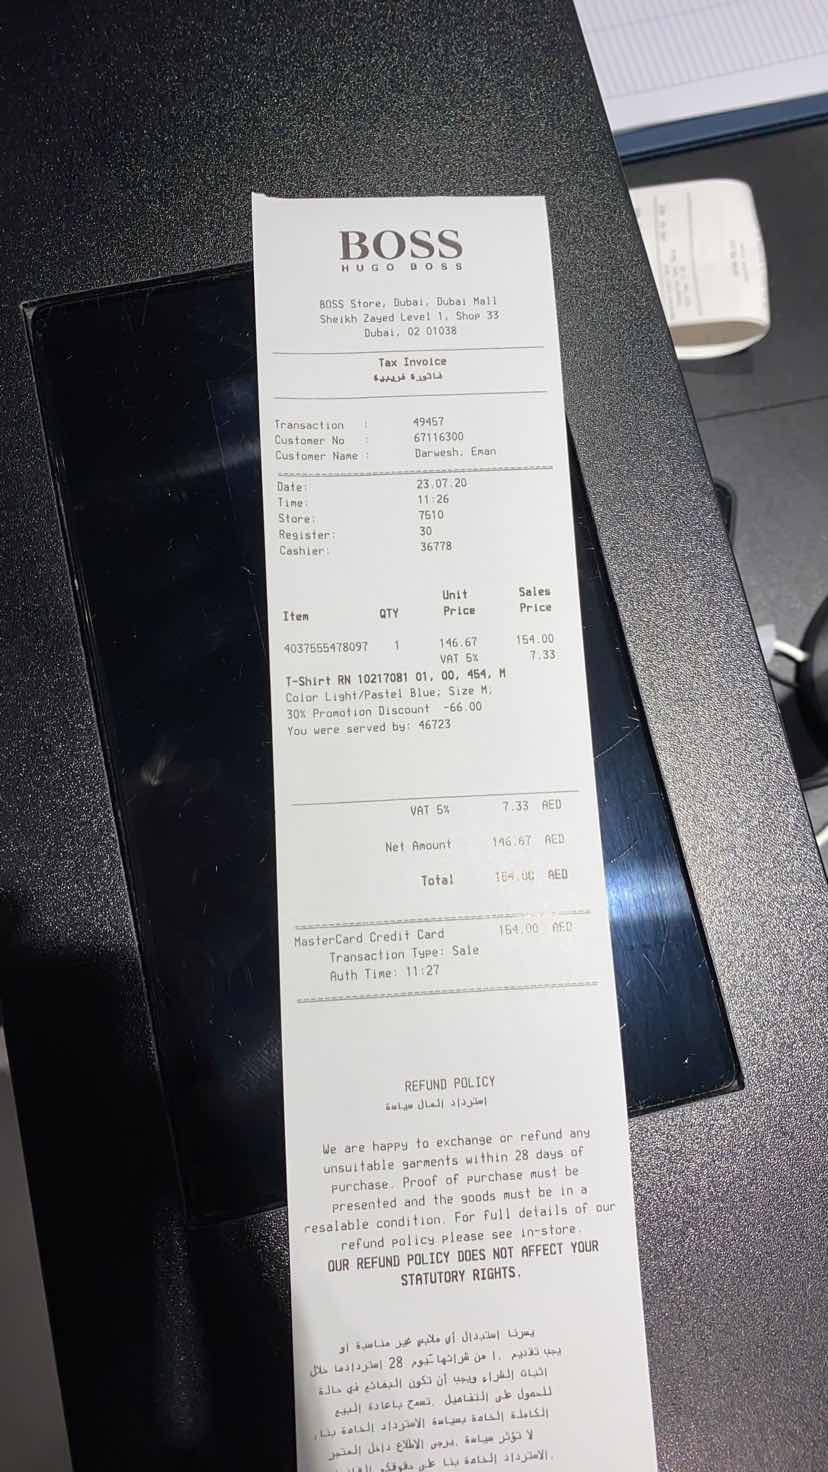 BOSS
HUGO BOSS
BOSS Store, Dubai, Dubai Mall
Sheikh Zayed Level 1, Shop 33
Dubai, 02 01038
Tax Invoice
فاتورة ضريبية
Transaction : 49457
Customer No : 67116300
Customer Name : Darwesh, Eman
Date: 23.07.20
Time: 11:26
Store: 7510
Register: 30
Cashier: 36778
Item QTY Unit Price Sales Price
4037555478097 1 146.67 154.00
VAT 5% 7.33
T-Shirt RN 10217081 01, 00, 454, M
Color Light/Pastel Blue; Size M;
30% Promotion Discount -66.00
You were served by: 46723
VAT 5% 7.33 AED
Net Amount 146.67 AED
Total 154.00 AED
MasterCard Credit Card 154.00 AED
Transaction Type: Sale
Auth Time: 11:27
REFUND POLICY
إسترداد المال سياسة
We are happy to exchange or refund any
unsuitable garments within 28 days of
purchase. Proof of purchase must be
presented and the goods must be in a
resalable condition. For full details of our
refund policy please see in-store.
OUR REFUND POLICY DOES NOT AFFECT YOUR
STATUTORY RIGHTS.
يسرنا إستبدال أي ملابس غير مناسبة او
إستردادها خلال 28 يوم من شرائها. يجب تقديم
إثبات الشراء ويجب أن تكون البضائع في حالة
تسمح باعادة البيع. للحصول على التفاصيل
الكاملة الخاصة بسياسة الاسترداد الخاصة بنا,
يرجى الاطلاع داخل المتجر. لا تؤثر سياسة
الاسترداد الخاصة بنا على حقوقكم